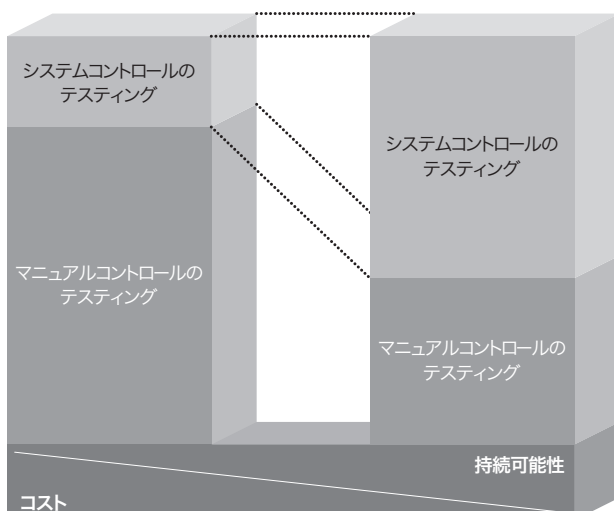 システムコントロールの
テスティング
システムコントロールの
テスティング
マニュアルコントロールの
テスティング
マニュアルコントロールの
テスティング
持続可能性
コスト